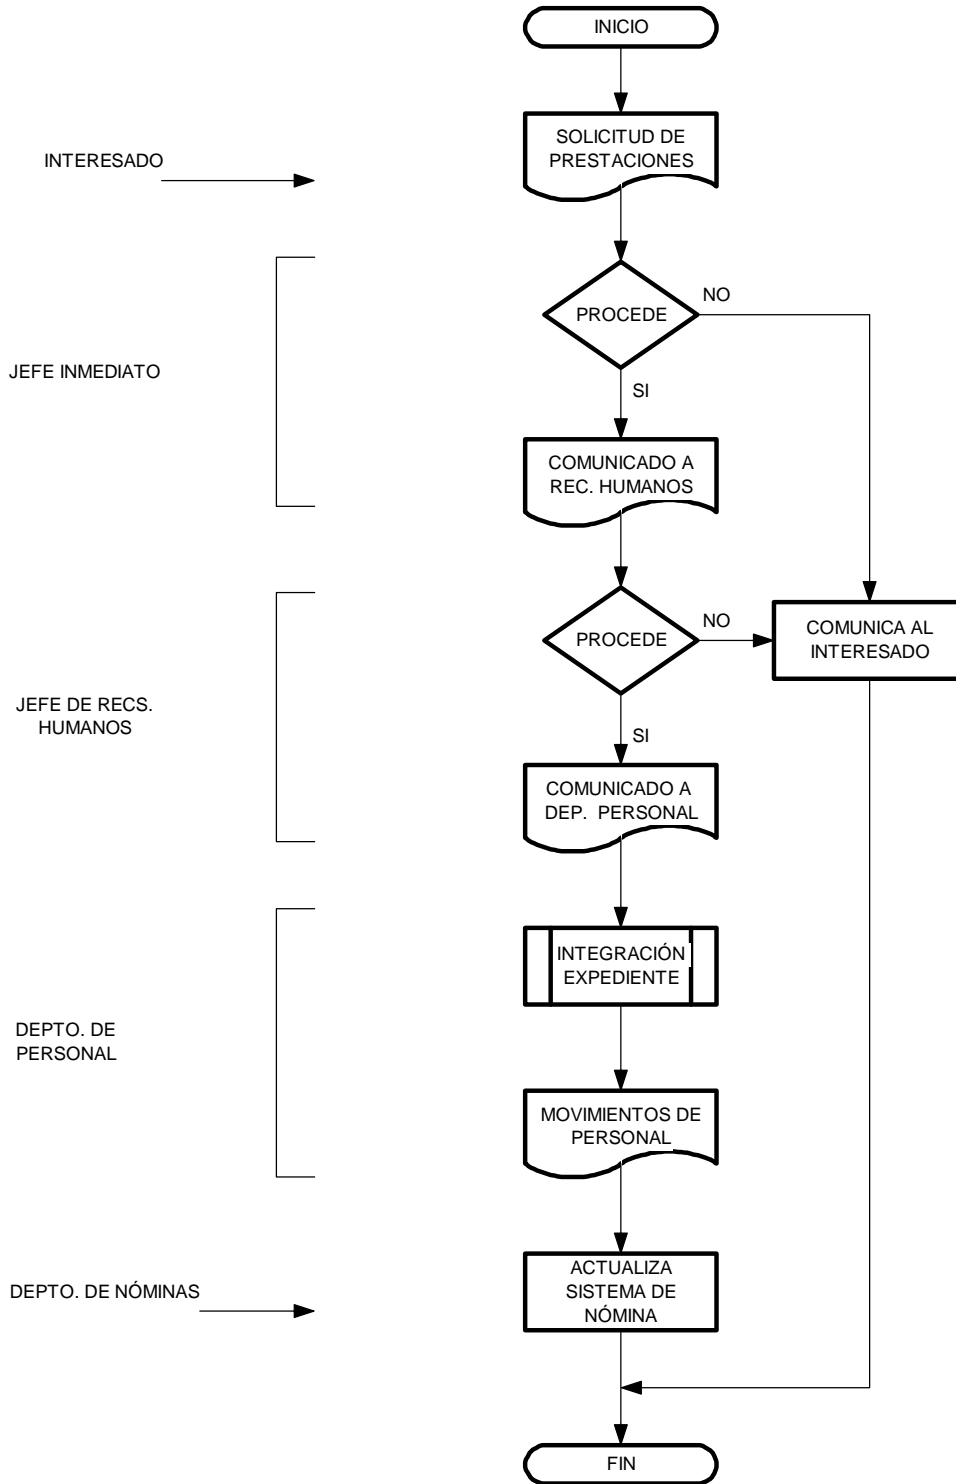 INICIO
SOLICITUD DE
PRESTACIONES
INTERESADO
PROCEDE
NO
JEFE INMEDIATO
SI
COMUNICADO A
REC. HUMANOS
PROCEDE
NO
COMUNICA AL
INTERESADO
JEFE DE RECS.
HUMANOS
SI
COMUNICADO A
DEP. PERSONAL
INTEGRACIÓN
EXPEDIENTE
DEPTO. DE
PERSONAL
MOVIMIENTOS DE
PERSONAL
DEPTO. DE NÓMINAS
ACTUALIZA
SISTEMA DE
NÓMINA
FIN